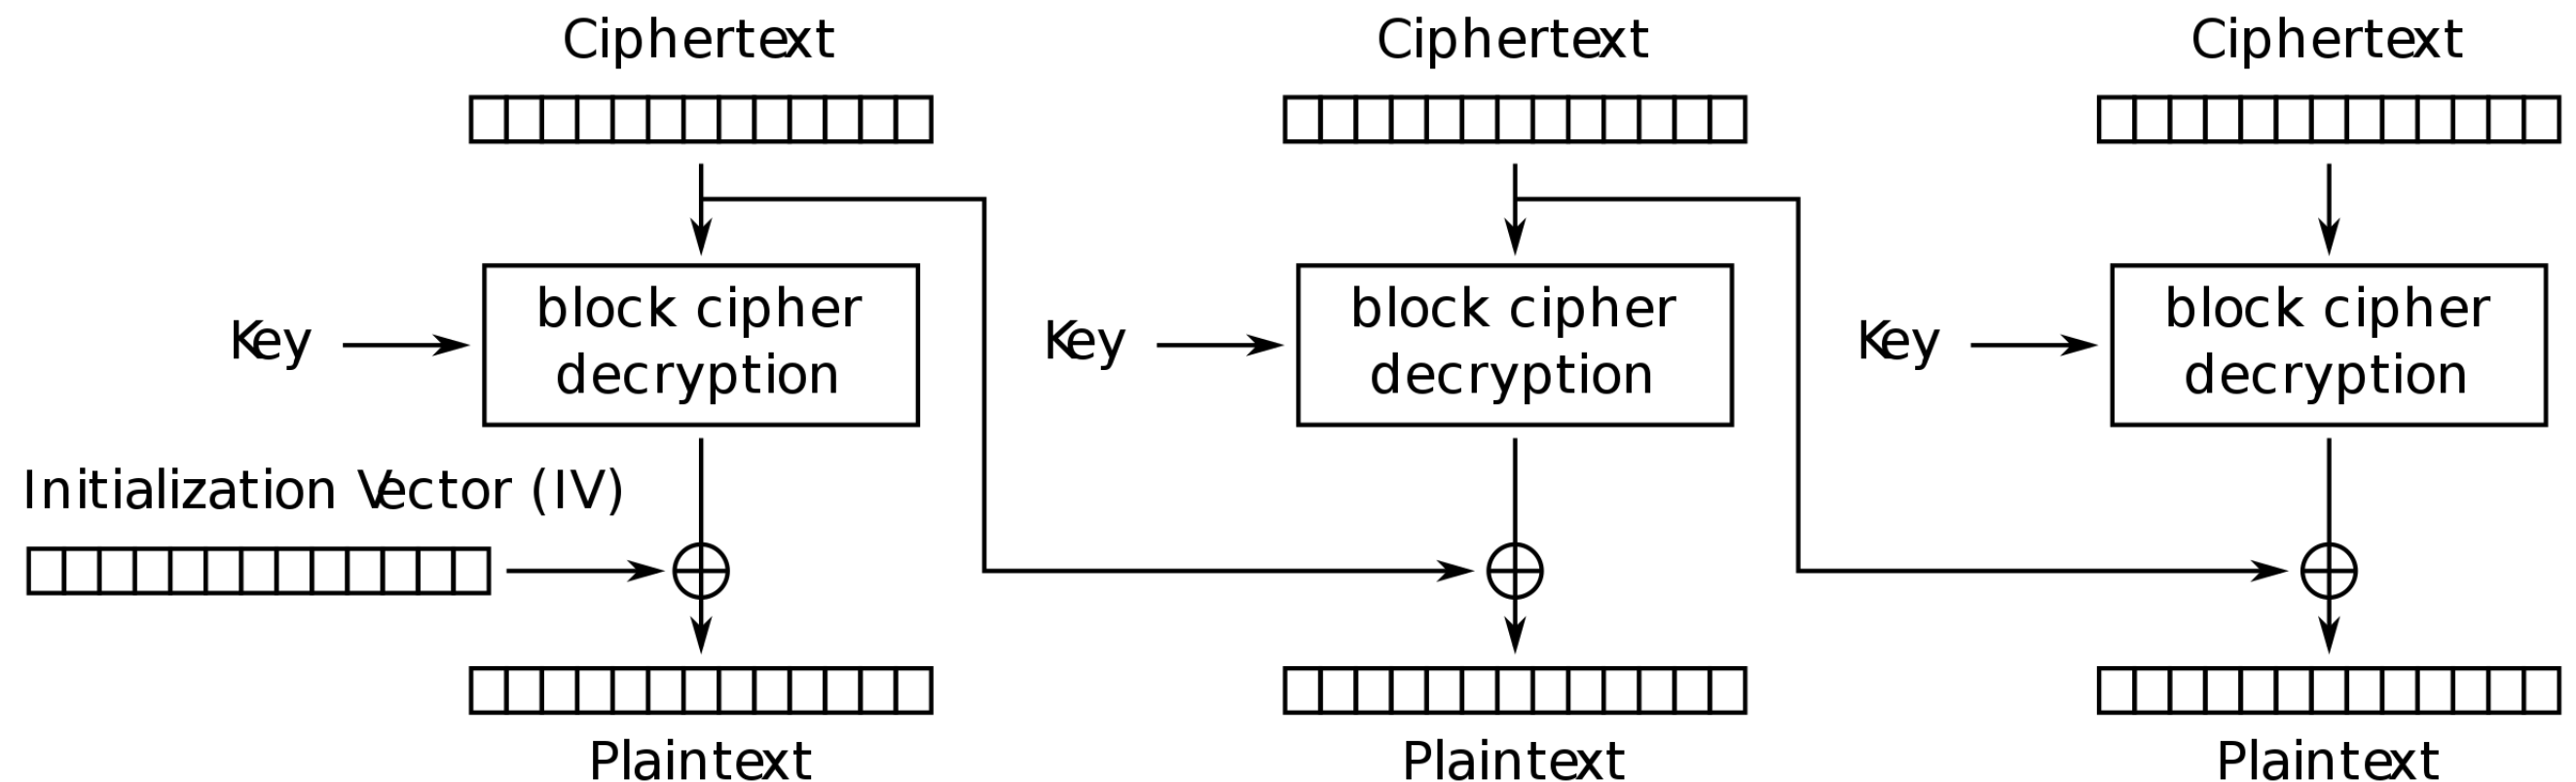 Ciphertext
Ciphertext
Ciphertext
Key
block cipher
decryption
Key
block cipher
decryption
Key
block cipher
decryption
Initialization Vector (IV)
Plaintext
Plaintext
Plaintext